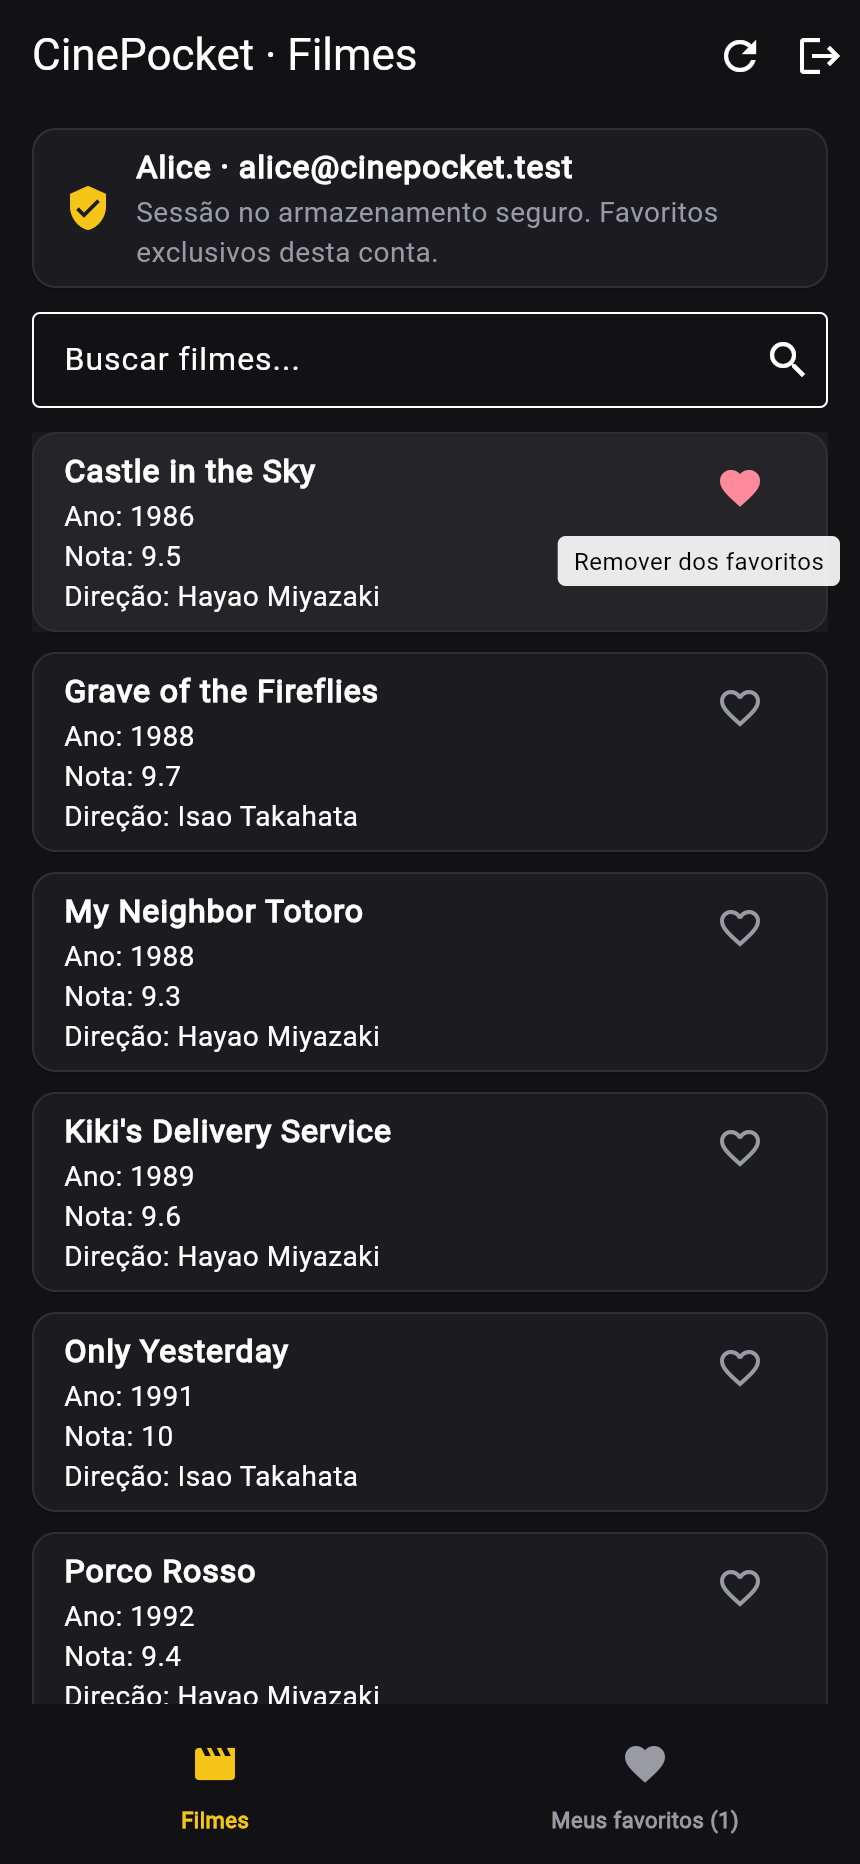 CinePocket · Filmes
Alice · alice@cinepocket.test
Sessão no armazenamento seguro. Favoritos
exclusivos desta conta.
Buscar filmes...
Castle in the Sky
Ano: 1986
Nota: 9.5
Remover dos favoritos
Direção: Hayao Miyazaki
Grave of the Fireflies
Ano: 1988
Nota: 9.7
Direção: Isao Takahata
My Neighbor Totoro
Ano: 1988
Nota: 9.3
Direção: Hayao Miyazaki
Kiki's Delivery Service
Ano: 1989
Nota: 9.6
Direção: Hayao Miyazaki
Only Yesterday
Ano: 1991
Nota: 10
Direção: Isao Takahata
Porco Rosso
Ano: 1992
Nota: 9.4
Direção: Hayao Miyazaki
Filmes
Meus favoritos (1)